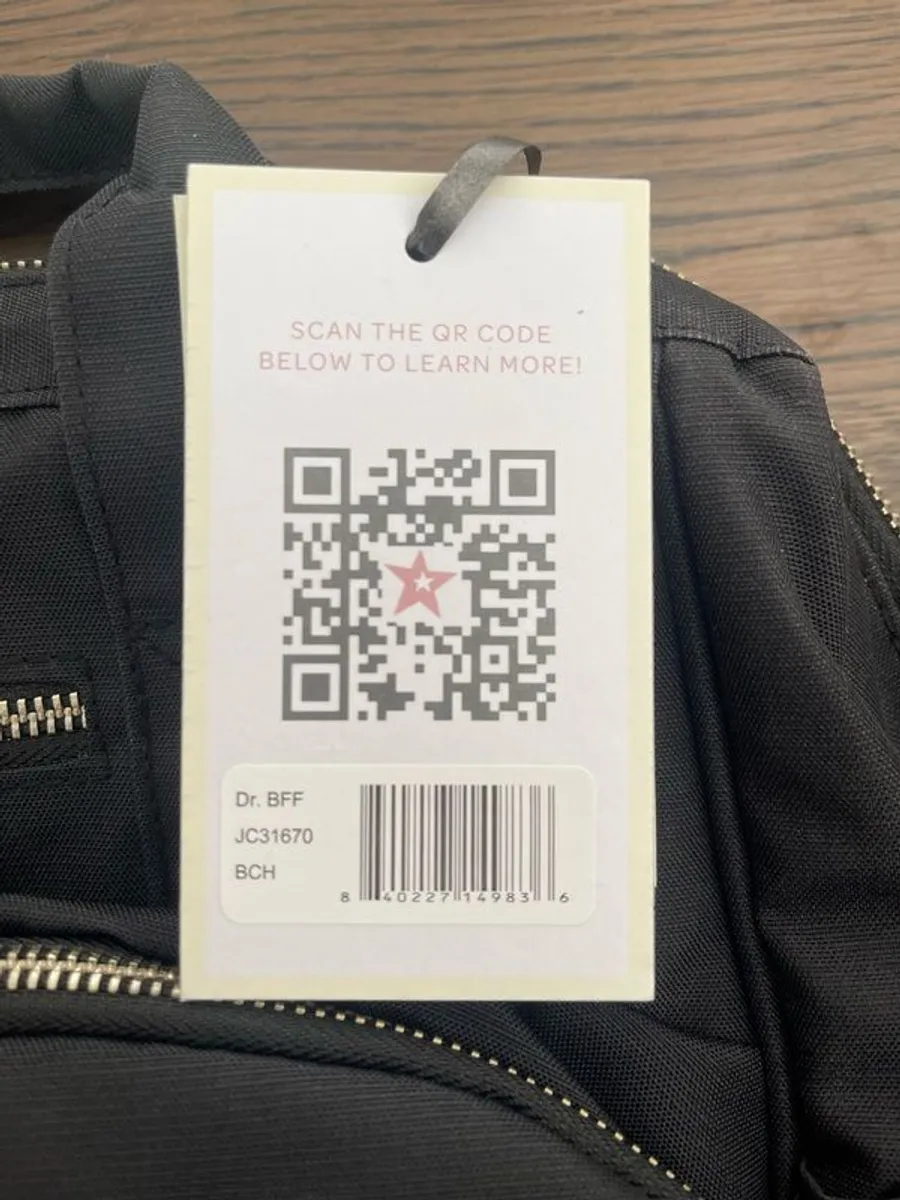 SCAN THE QR CODE
BELOW TO LEARN MORE!
Dr. BFF
JC31670
BCH
8 40227 14983 6